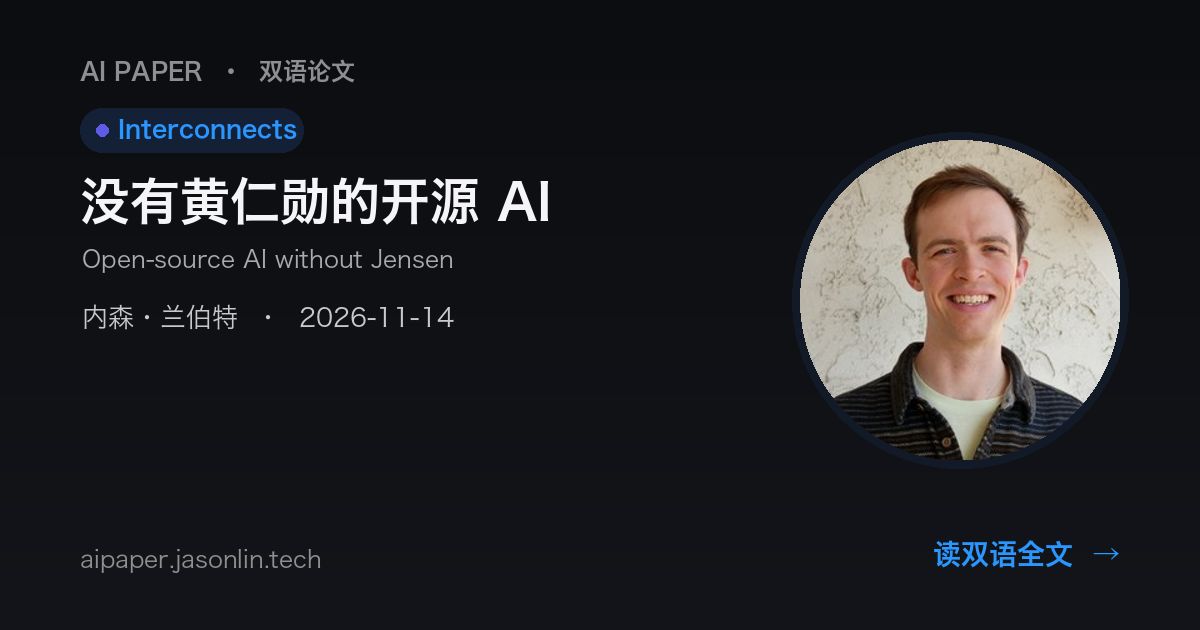 AI PAPER · 双语论文
Interconnects
没有黄仁勋的开源 AI
Open-source AI without Jensen
内森·兰伯特 · 2026-11-14
aipaper.jasonlin.tech
读双语全文 →